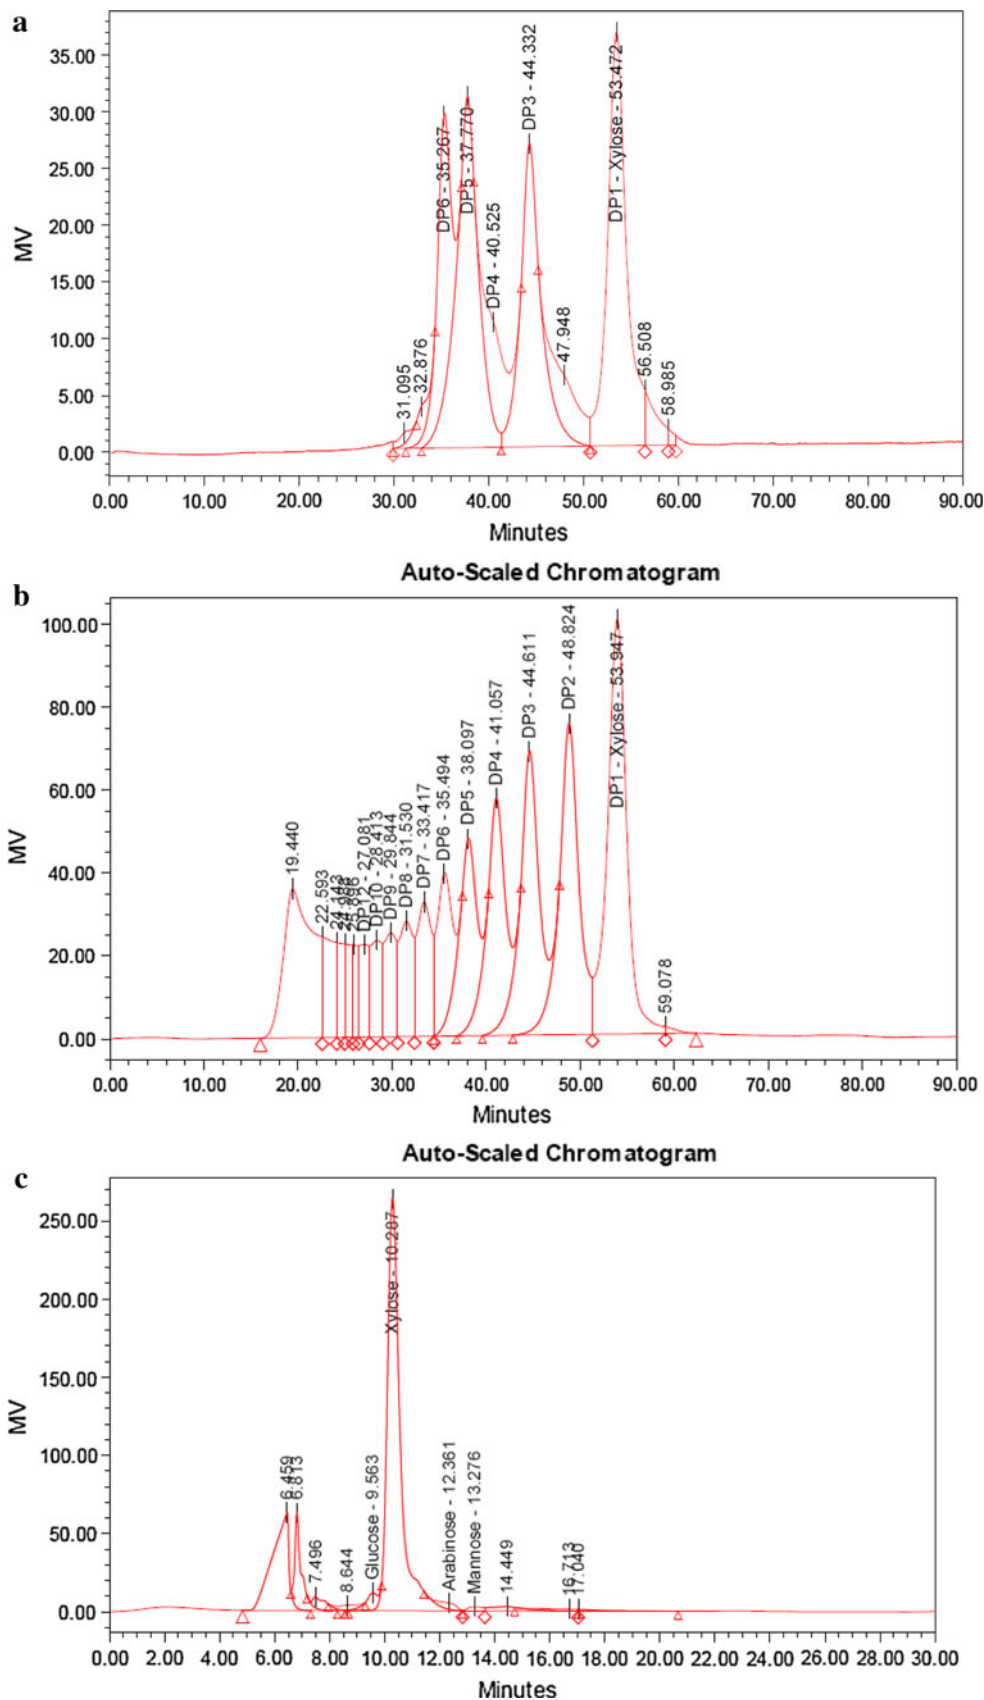 a
MV
35.00
30.00
25.00
20.00
15.00
10.00
5.00
0.00
31.095
32.876
DP6 - 35.267
DP5 - 37.770
DP4 - 40.525
DP3 - 44.332
47.948
DP1 - Xylose - 53.472
56.508
58.985
0.00 10.00 20.00 30.00 40.00 50.00 60.00 70.00 80.00 90.00
Minutes
Auto-Scaled Chromatogram
b
MV
100.00
80.00
60.00
40.00
20.00
0.00
19.440
22.593
24.143
25.896
DP12 - 27.081
DP10 - 28.413
DP9 - 29.844
DP8 - 31.530
DP7 - 33.417
DP6 - 35.494
DP5 - 38.097
DP4 - 41.057
DP3 - 44.611
DP2 - 48.824
DP1 - Xylose - 53.947
59.078
0.00 10.00 20.00 30.00 40.00 50.00 60.00 70.00 80.00 90.00
Minutes
Auto-Scaled Chromatogram
c
MV
250.00
200.00
150.00
100.00
50.00
0.00
6.459
6.813
7.496
8.644
Glucose - 9.563
Xylose - 10.287
Arabinose - 12.361
Mannose - 13.276
14.449
16.713
17.040
0.00 2.00 4.00 6.00 8.00 10.00 12.00 14.00 16.00 18.00 20.00 22.00 24.00 26.00 28.00 30.00
Minutes